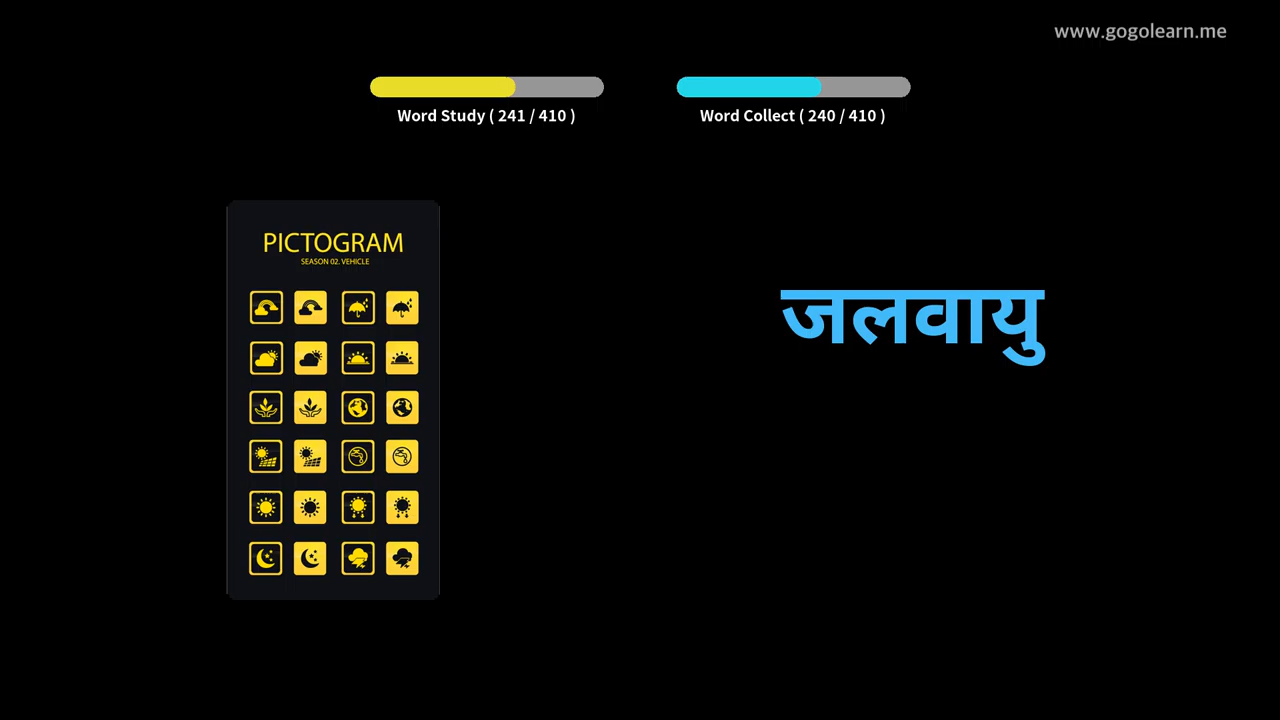 www.gogolearn.me
Word Study ( 241 / 410 )
Word Collect ( 240 / 410 )
PICTOGRAM
SEASON 02. VEHICLE
जलवायु